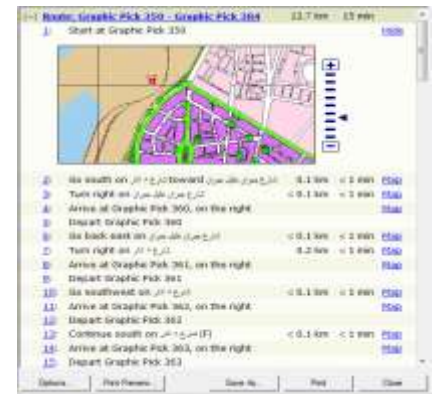 [-] Route: Graphic Pick 350 - Graphic Pick 384 13.7 km 15 min
1: Start at Graphic Pick 350 Hide
2: Go south on toward 0.1 km < 1 min Map
3: Turn right on < 0.1 km < 1 min Map
4: Arrive at Graphic Pick 360, on the right Map
5: Depart Graphic Pick 360
6: Go back east on < 0.1 km < 1 min Map
7: Turn right on 0.2 km < 1 min Map
8: Arrive at Graphic Pick 361, on the right Map
9: Depart Graphic Pick 361
10: Go southwest on < 0.1 km < 1 min Map
11: Arrive at Graphic Pick 362, on the right Map
12: Depart Graphic Pick 362
13: Continue south on (F) < 0.1 km < 1 min Map
14: Arrive at Graphic Pick 363, on the right Map
15: Depart Graphic Pick 363
Options... Print Preview... Save As... Print Close